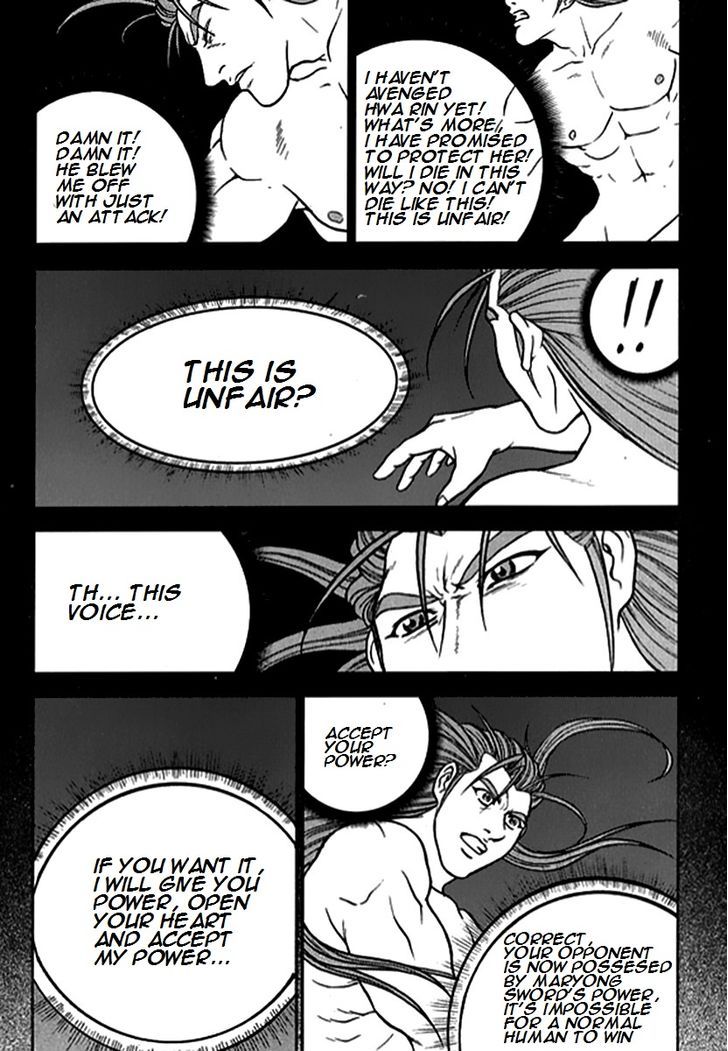 DAMN IT!
DAMN IT!
HE BLEW
ME OFF
WITH JUST
AN ATTACK!
I HAVEN'T
AVENGED
HWA RIN YET!
WHAT'S MORE,
I HAVE PROMISED
TO PROTECT HER!
WILL I DIE IN THIS
WAY? NO! I CAN'T
DIE LIKE THIS!
THIS IS UNFAIR!
THIS IS
UNFAIR?
!!
TH... THIS
VOICE...
IF YOU WANT IT,
I WILL GIVE YOU
POWER, OPEN
YOUR HEART
AND ACCEPT
MY POWER...
ACCEPT
YOUR
POWER?
CORRECT,
YOUR OPPONENT
IS NOW POSSESED
BY MARYONG
SWORD'S POWER,
IT'S IMPOSSIBLE
FOR A NORMAL
HUMAN TO WIN